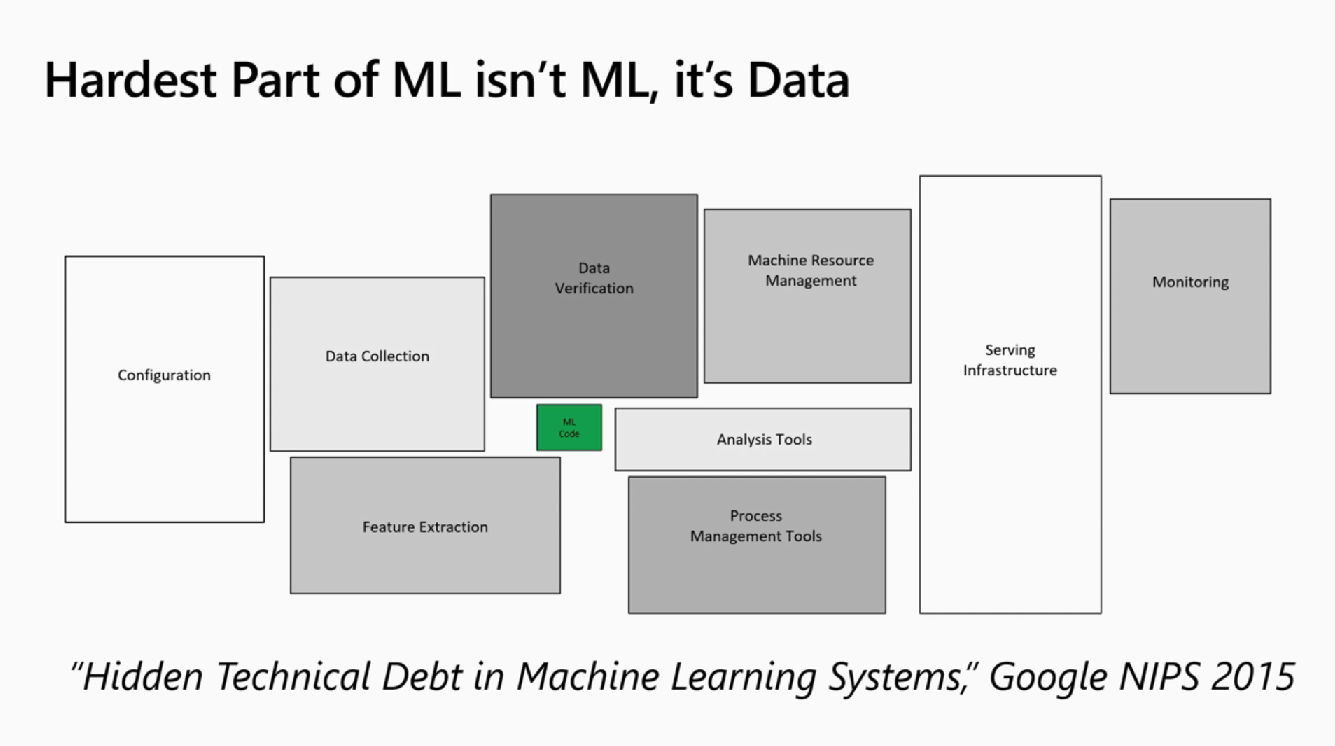 Hardest Part of ML isn’t ML, it’s Data
Configuration
Data Collection
Data
Verification
Machine Resource
Management
Serving
Infrastructure
Monitoring
ML
Code
Analysis Tools
Feature Extraction
Process
Management Tools
“Hidden Technical Debt in Machine Learning Systems,” Google NIPS 2015